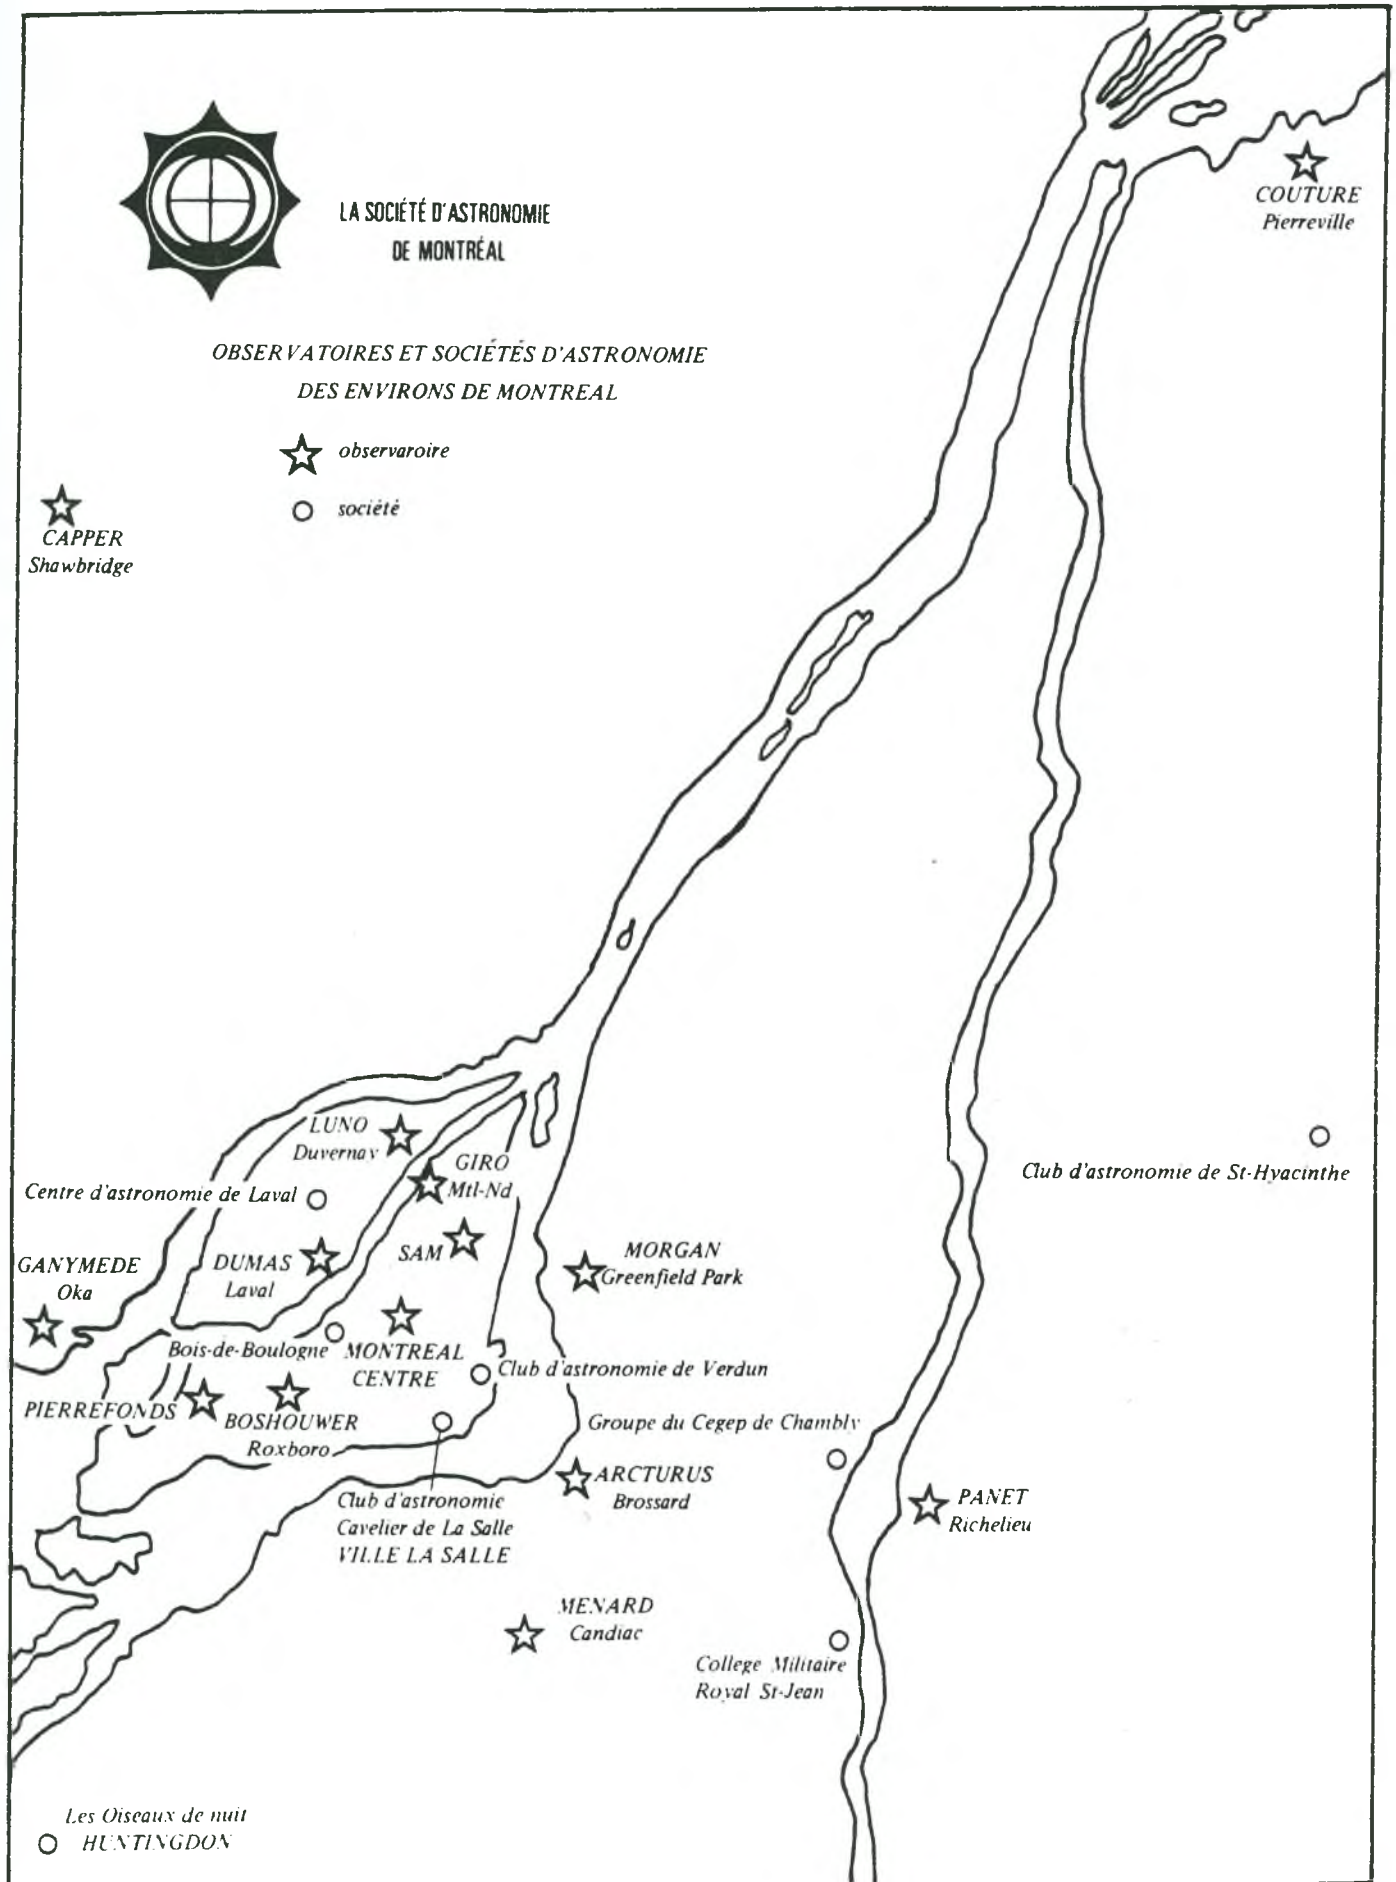 LA SOCIÉTÉ D'ASTRONOMIE
DE MONTRÉAL
OBSERVATOIRES ET SOCIÉTÉS D'ASTRONOMIE
DES ENVIRONS DE MONTREAL
observaroire
société
COUTURE
Pierreville
CAPPER
Shawbridge
LUNO
Duvernay
GIRO
Mtl-Nd
Centre d'astronomie de Laval
Club d'astronomie de St-Hyacinthe
SAM
DUMAS
Laval
GANYMEDE
Oka
MORGAN
Greenfield Park
Bois-de-Boulogne
MONTREAL
CENTRE
Club d'astronomie de Verdun
PIERREFONDS
BOSHOUWER
Roxboro
Groupe du Cegep de Chambly
ARCTURUS
Brossard
PANET
Richelieu
Club d'astronomie
Cavelier de La Salle
VILLE LA SALLE
MENARD
Candiac
College Militaire
Royal St-Jean
Les Oiseaux de nuit
HUNTINGDON